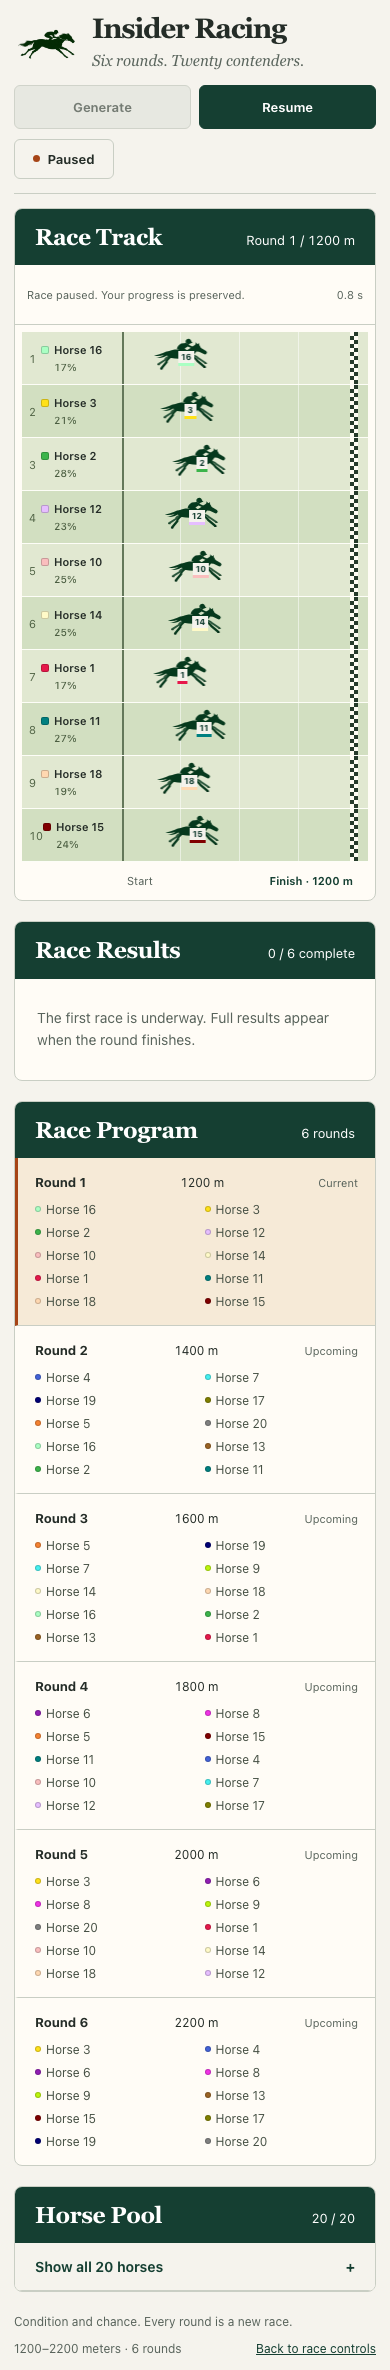 Insider Racing
Six rounds. Twenty contenders.
Generate
Resume
Paused
Race Track
Round 1 / 1200 m
Race paused. Your progress is preserved.
0.8 s
1
Horse 16
17%
16
2
Horse 3
21%
3
3
Horse 2
28%
2
4
Horse 12
23%
12
5
Horse 10
25%
10
6
Horse 14
25%
14
7
Horse 1
17%
1
8
Horse 11
27%
11
9
Horse 18
19%
18
10
Horse 15
24%
15
Start
Finish · 1200 m
Race Results
0 / 6 complete
The first race is underway. Full results appear
when the round finishes.
Race Program
6 rounds
Round 1
1200 m
Current
Horse 16
Horse 3
Horse 2
Horse 12
Horse 10
Horse 14
Horse 1
Horse 11
Horse 18
Horse 15
Round 2
1400 m
Upcoming
Horse 4
Horse 7
Horse 19
Horse 17
Horse 5
Horse 20
Horse 16
Horse 13
Horse 2
Horse 11
Round 3
1600 m
Upcoming
Horse 5
Horse 19
Horse 7
Horse 9
Horse 14
Horse 18
Horse 16
Horse 2
Horse 13
Horse 1
Round 4
1800 m
Upcoming
Horse 6
Horse 8
Horse 5
Horse 15
Horse 11
Horse 4
Horse 10
Horse 7
Horse 12
Horse 17
Round 5
2000 m
Upcoming
Horse 3
Horse 6
Horse 8
Horse 9
Horse 20
Horse 1
Horse 10
Horse 14
Horse 18
Horse 12
Round 6
2200 m
Upcoming
Horse 3
Horse 4
Horse 6
Horse 8
Horse 9
Horse 13
Horse 15
Horse 17
Horse 19
Horse 20
Horse Pool
20 / 20
Show all 20 horses
+
Condition and chance. Every round is a new race.
1200–2200 meters · 6 rounds
Back to race controls